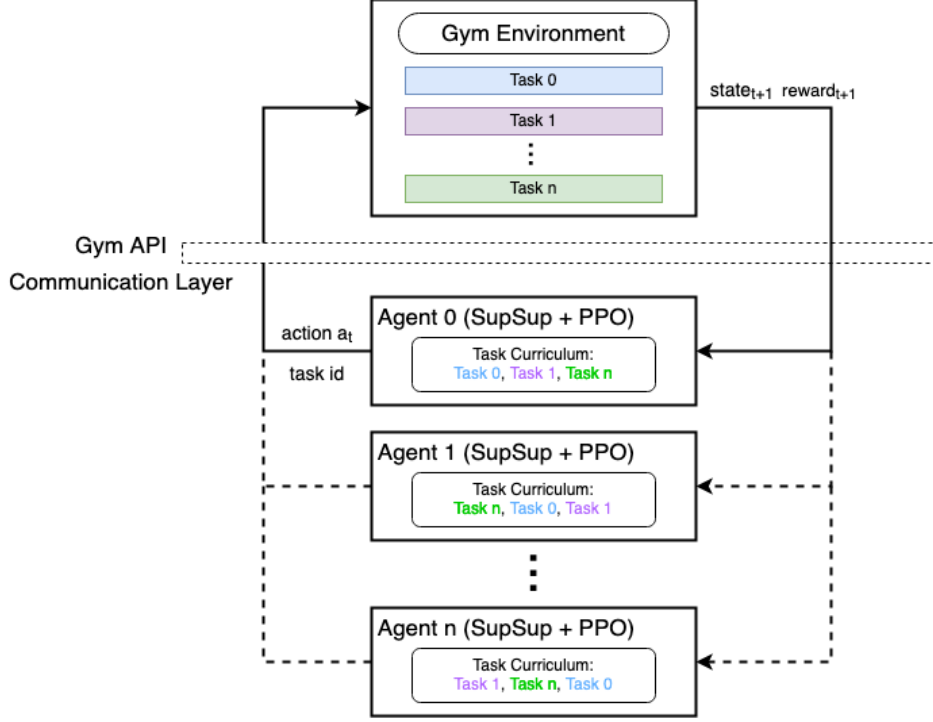 Gym Environment
Task 0
Task 1
Task n
state_{t+1} reward_{t+1}
Gym API
Communication Layer
action a_t
task id
Agent 0 (SupSup + PPO)
Task Curriculum:
Task 0, Task 1, Task n
Agent 1 (SupSup + PPO)
Task Curriculum:
Task n, Task 0, Task 1
Agent n (SupSup + PPO)
Task Curriculum:
Task 1, Task n, Task 0